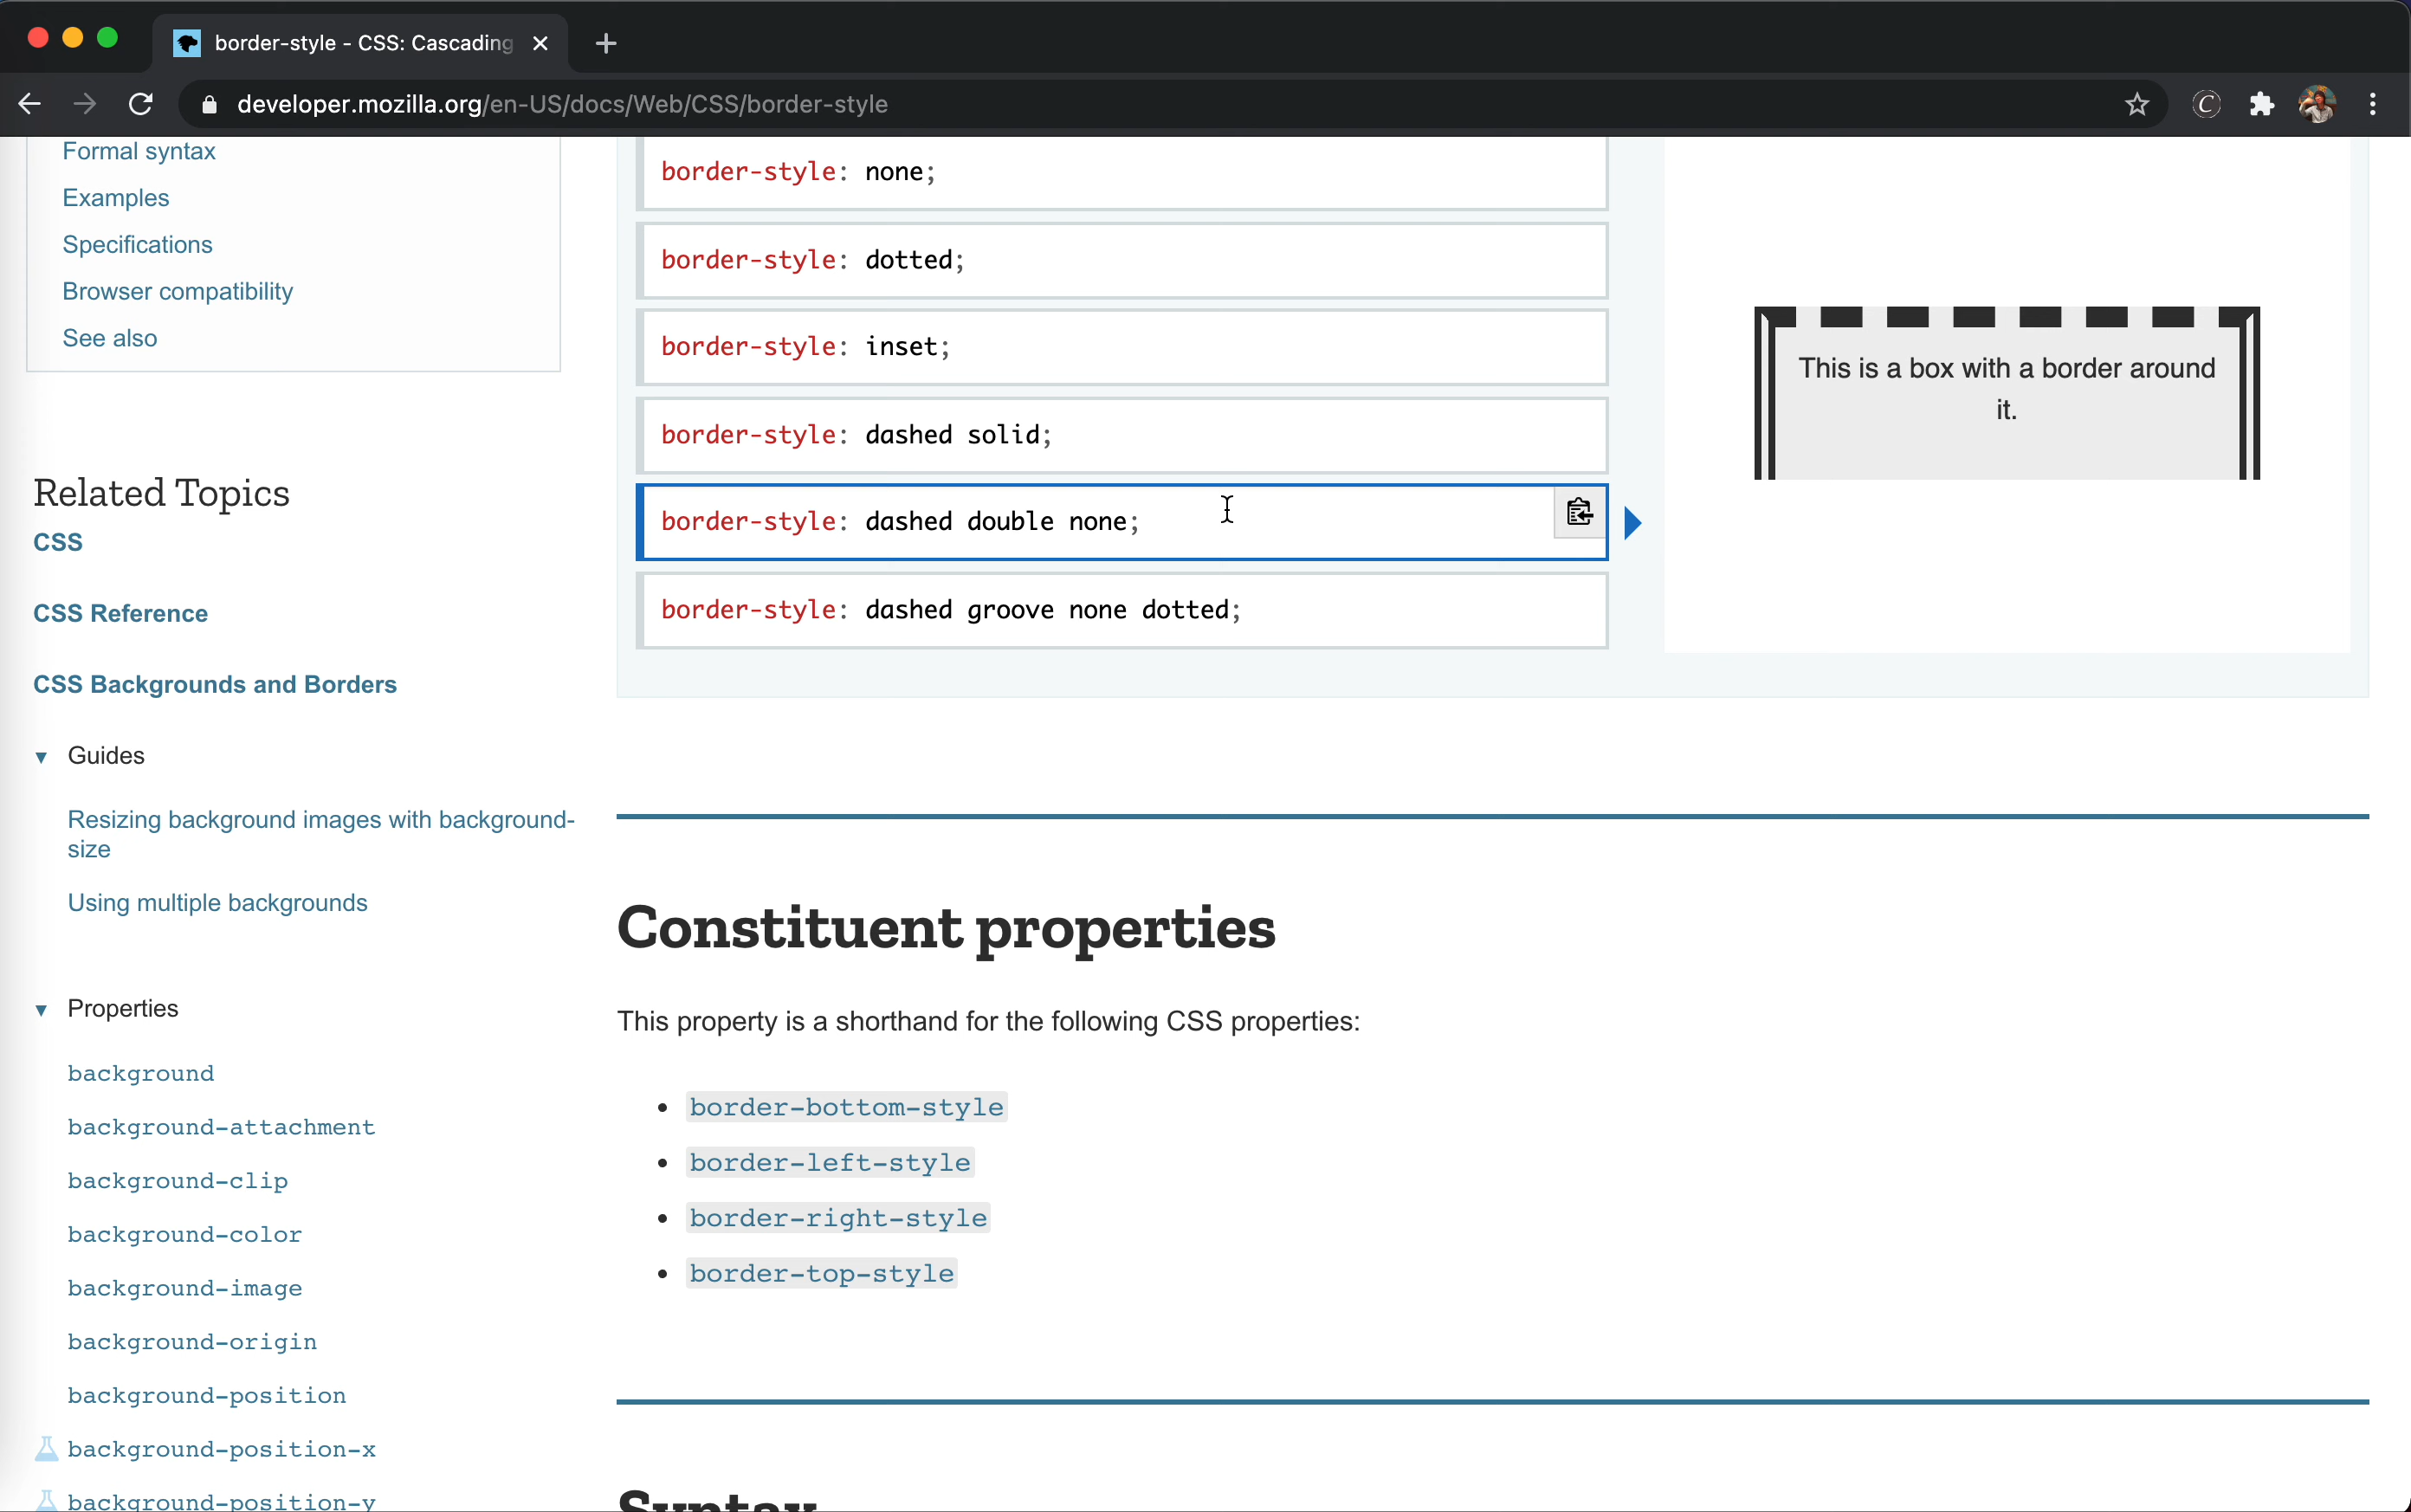 border-style - CSS: Cascading
developer.mozilla.org/en-US/docs/Web/CSS/border-style
Formal syntax
Examples
Specifications
Browser compatibility
See also
Related Topics
CSS
CSS Reference
CSS Backgrounds and Borders
Guides
Resizing background images with background-
size
Using multiple backgrounds
Properties
background
background-attachment
background-clip
background-color
background-image
background-origin
background-position
background-position-x
background-position-y
border-style: none;
border-style: dotted;
border-style: inset;
border-style: dashed solid;
border-style: dashed double none;
border-style: dashed groove none dotted;
This is a box with a border around
it.
Constituent properties
This property is a shorthand for the following CSS properties:
• border-bottom-style
• border-left-style
• border-right-style
• border-top-style
Syntax